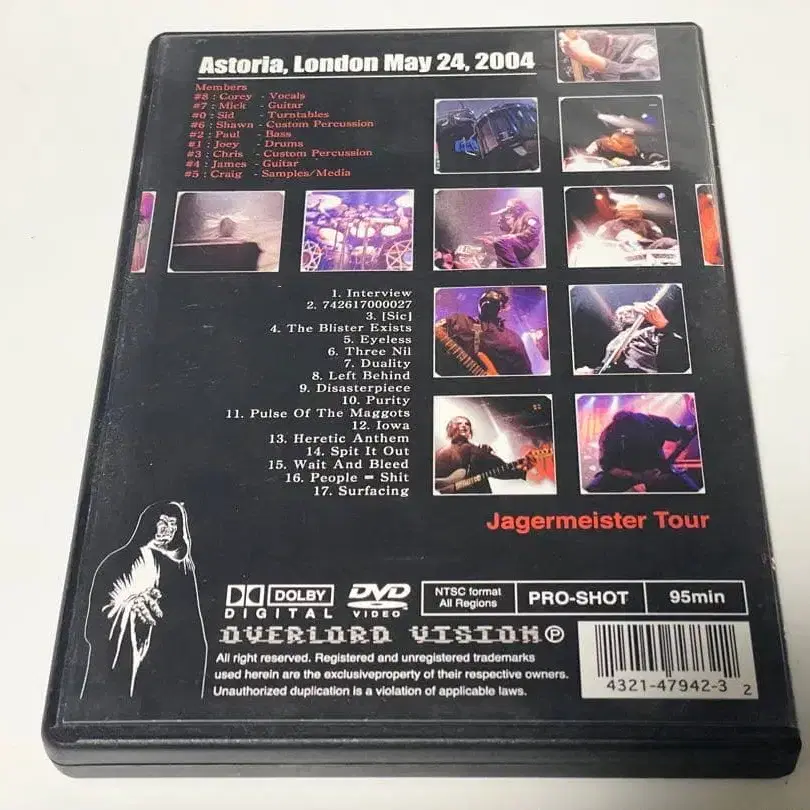 Astoria, London May 24, 2004
Members
#8 : Corey - Vocals
#7 : Mick - Guitar
#0 : Sid - Turntables
#6 : Shawn - Custom Percussion
#2 : Paul - Bass
#1 : Joey - Drums
#3 : Chris - Custom Percussion
#4 : James - Guitar
#5 : Craig - Samples/Media
1. Interview
2. 742617000027
3. [Sic]
4. The Blister Exists
5. Eyeless
6. Three Nil
7. Duality
8. Left Behind
9. Disasterpiece
10. Purity
11. Pulse Of The Maggots
12. Iowa
13. Heretic Anthem
14. Spit It Out
15. Wait And Bleed
16. People = Shit
17. Surfacing
Jagermeister Tour
DOLBY
DIGITAL
DVD
VIDEO
NTSC format
All Regions
PRO-SHOT
95min
OVERLORD VISION ℗
All right reserved. Registered and unregistered trademarks
used herein are the exclusiveproperty of their respective owners.
Unauthorized duplication is a violation of applicable laws.
4321-47942-3 2